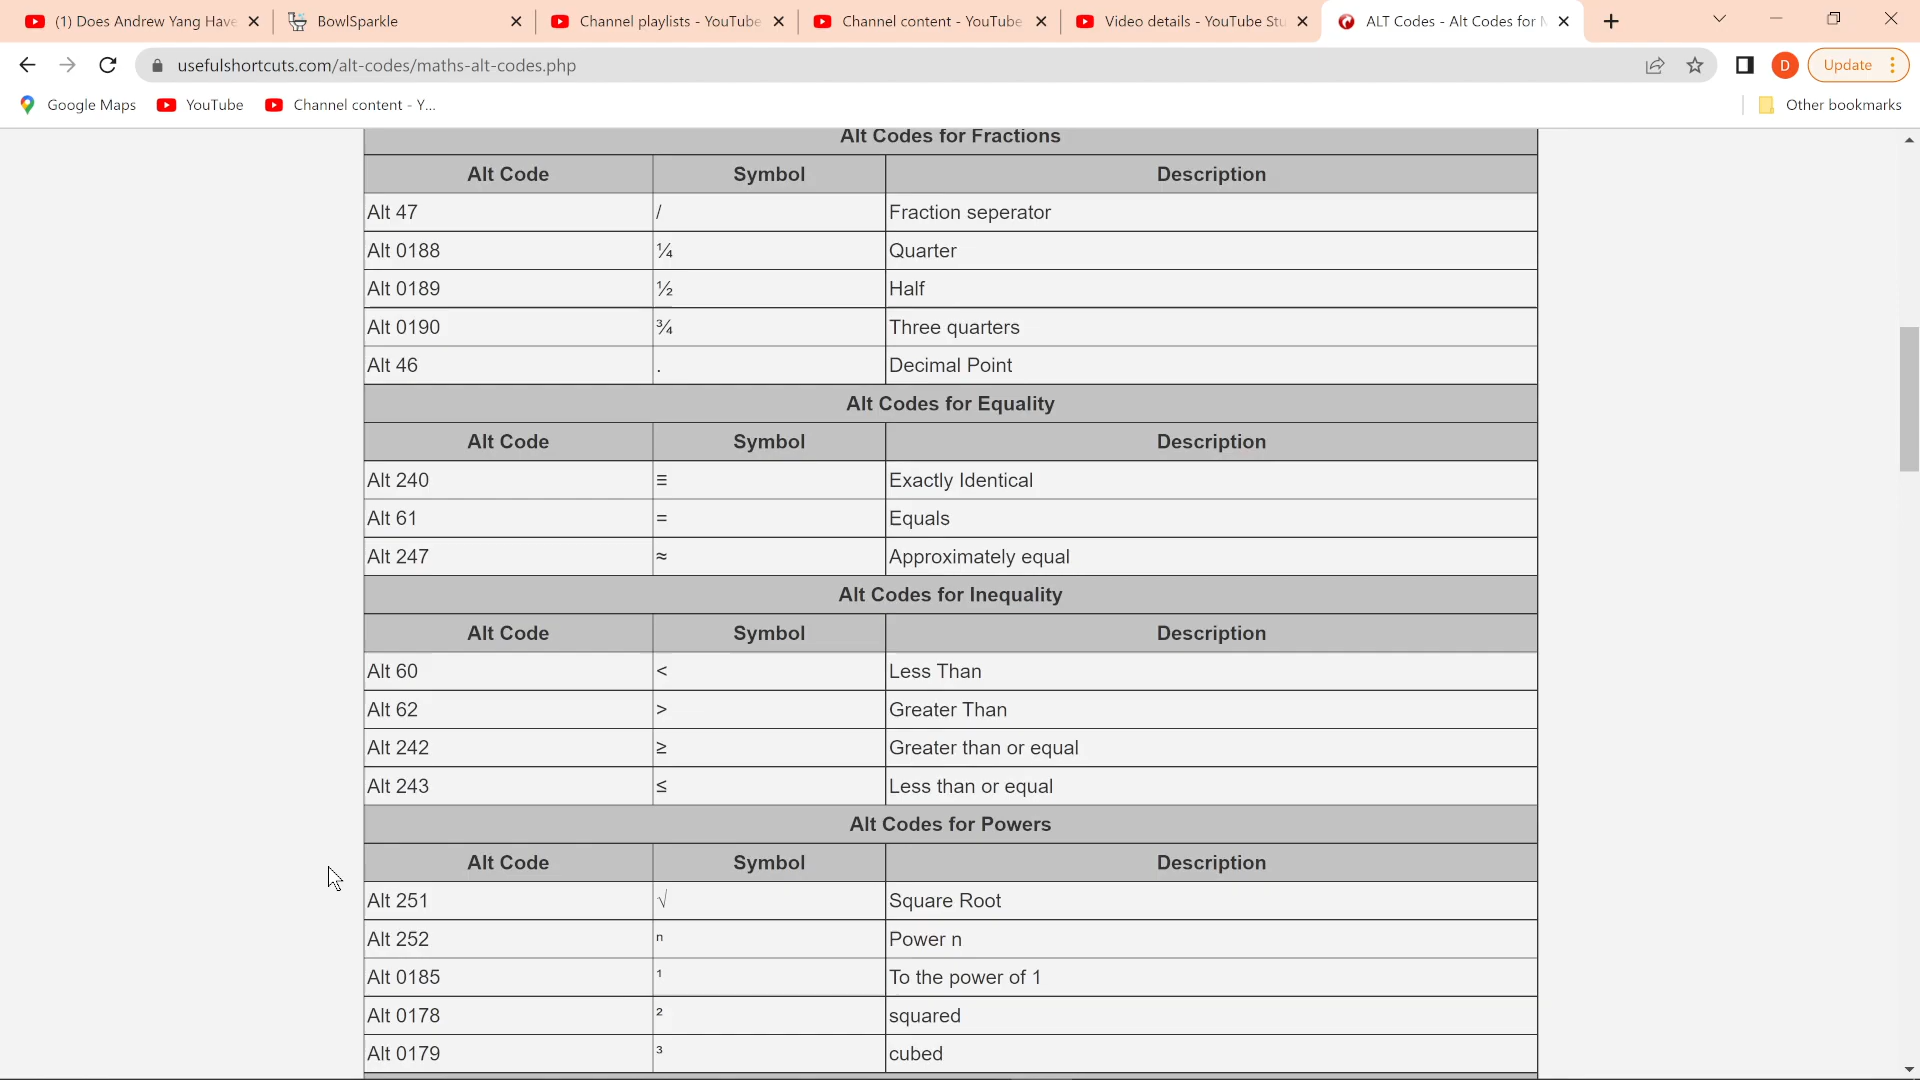 (1) Does Andrew Yang Have
BowlSparkle
Channel playlists - YouTube
Channel content - YouTube
Video details - YouTube Stu
ALT Codes - Alt Codes for M
usefulshortcuts.com/alt-codes/maths-alt-codes.php
D
Update
Google Maps
YouTube
Channel content - Y...
Other bookmarks
Alt Codes for Fractions
Alt Code Symbol Description
Alt 47 / Fraction seperator
Alt 0188 ¼ Quarter
Alt 0189 ½ Half
Alt 0190 ¾ Three quarters
Alt 46 . Decimal Point
Alt Codes for Equality
Alt Code Symbol Description
Alt 240 ≡ Exactly Identical
Alt 61 = Equals
Alt 247 ≈ Approximately equal
Alt Codes for Inequality
Alt Code Symbol Description
Alt 60 < Less Than
Alt 62 > Greater Than
Alt 242 ≥ Greater than or equal
Alt 243 ≤ Less than or equal
Alt Codes for Powers
Alt Code Symbol Description
Alt 251 √ Square Root
Alt 252 ⁿ Power n
Alt 0185 ¹ To the power of 1
Alt 0178 ² squared
Alt 0179 ³ cubed